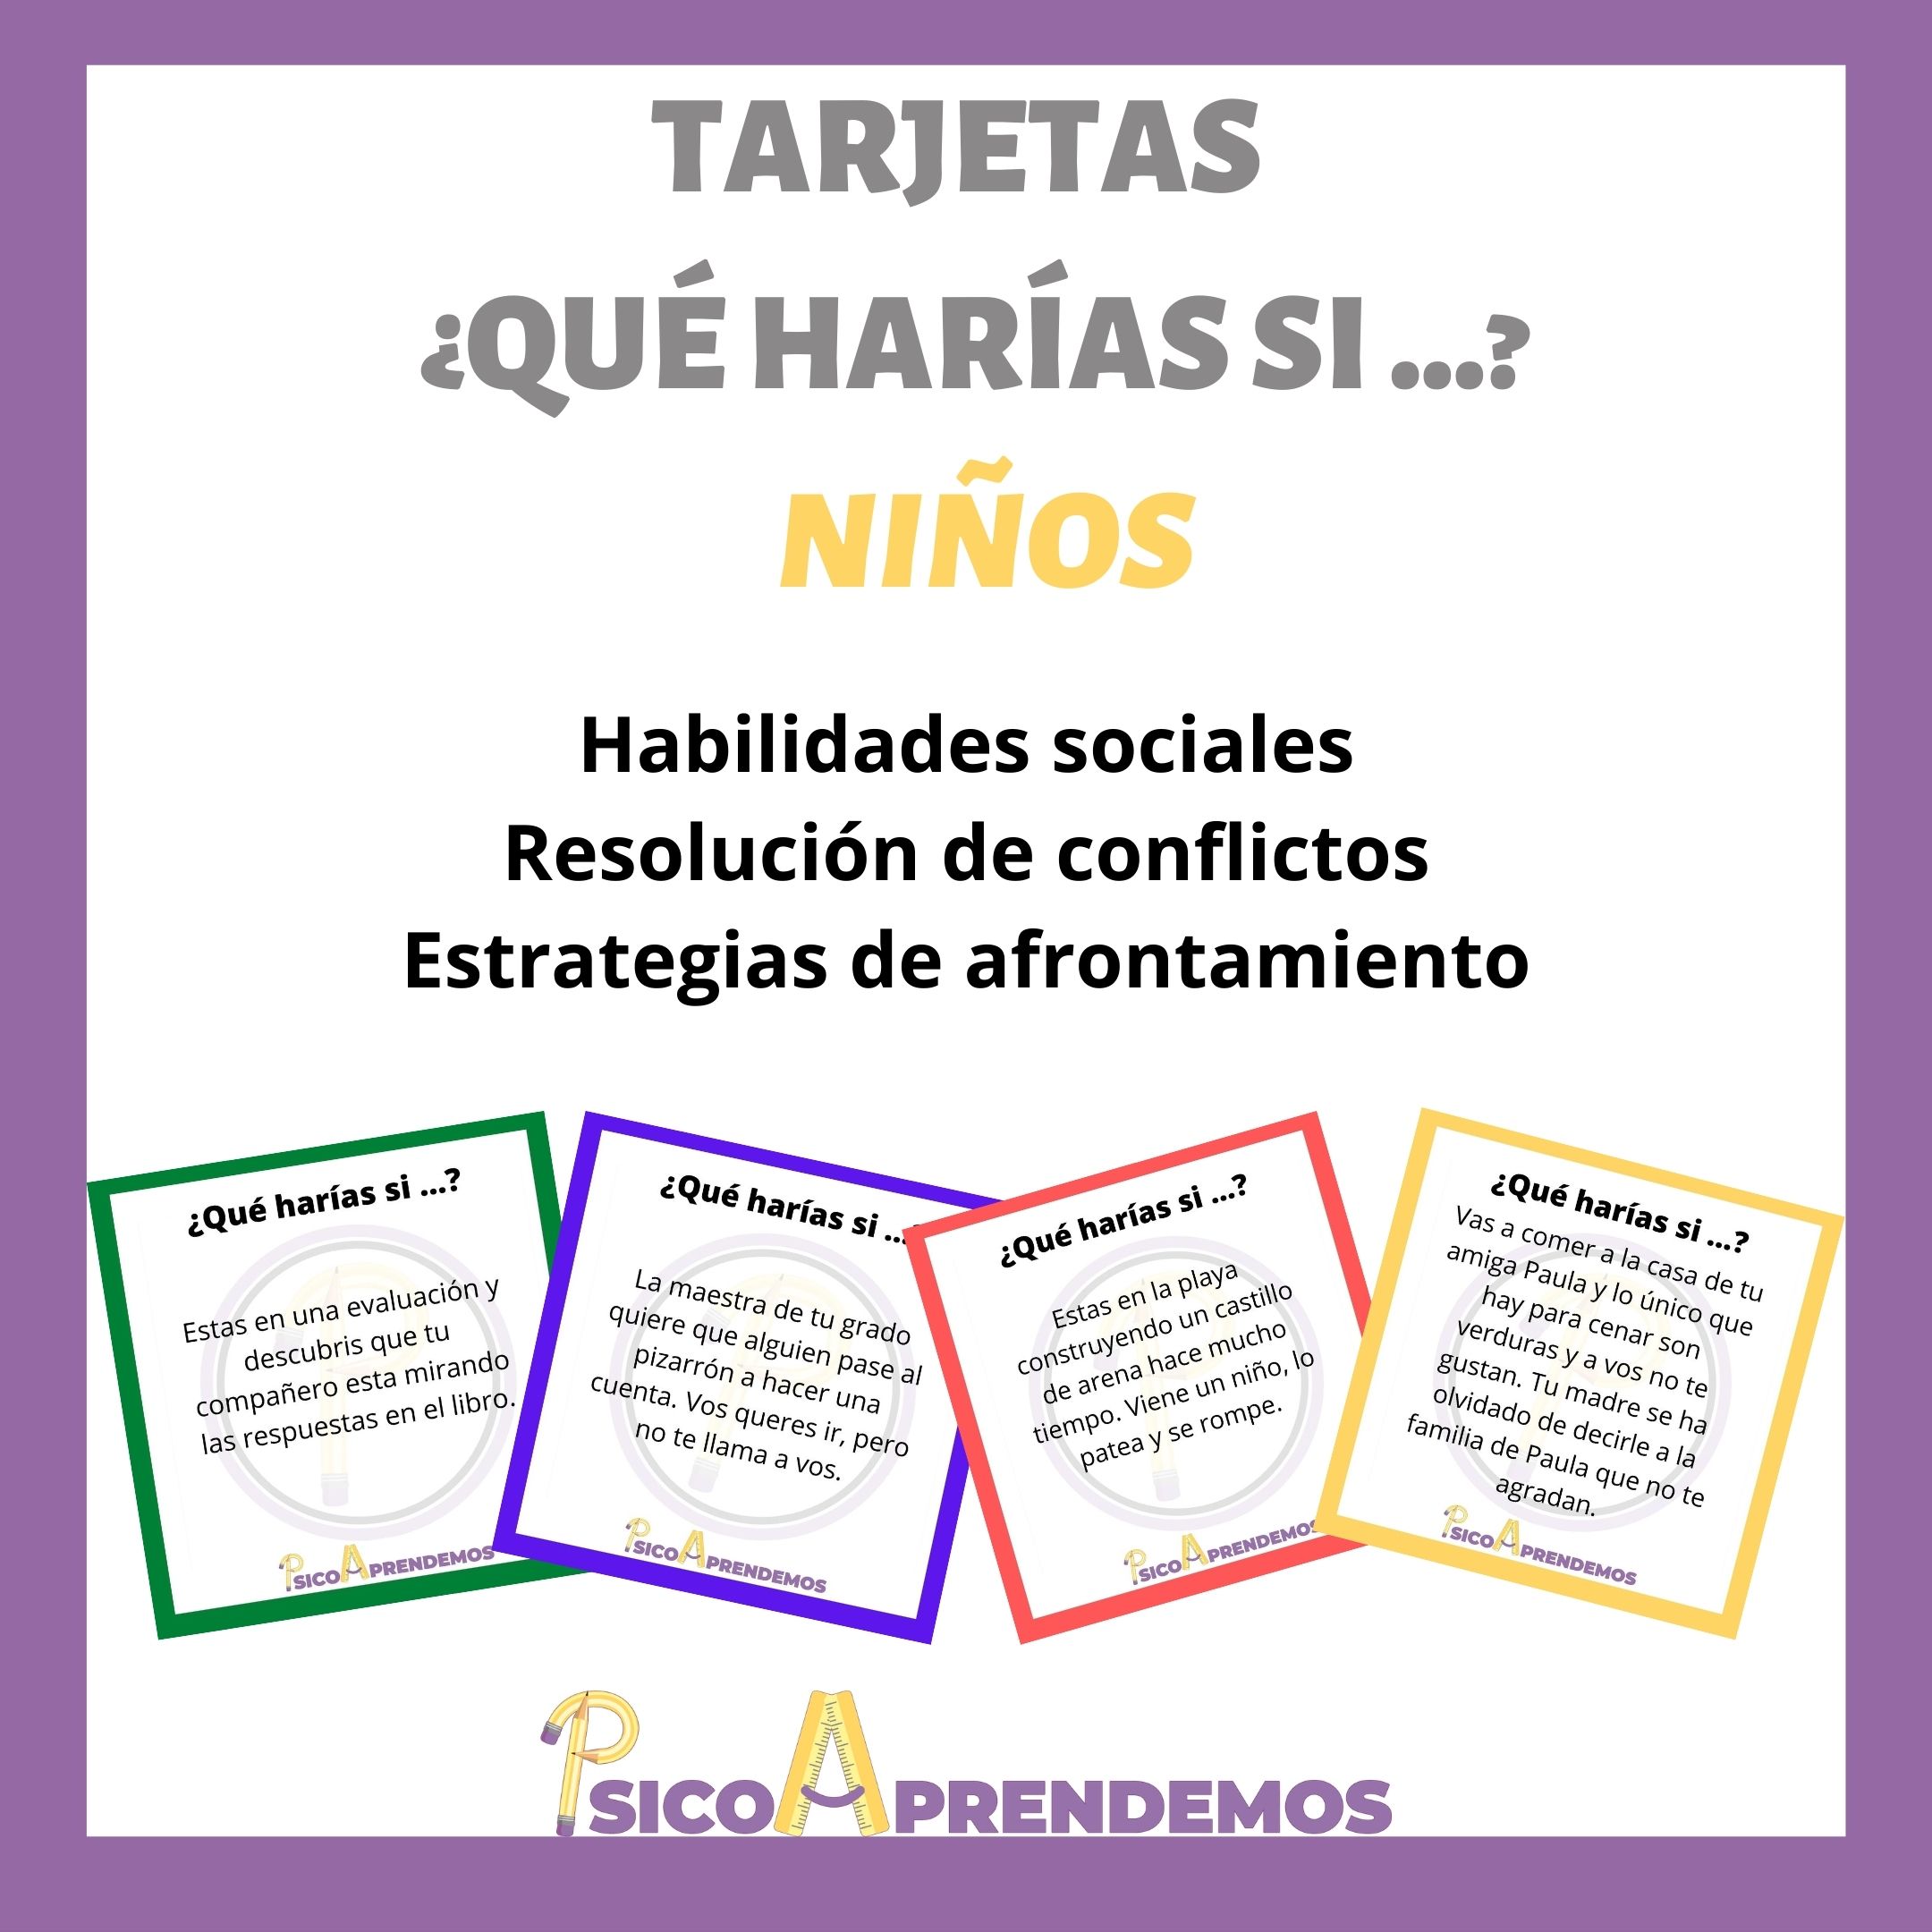 TARJETAS
¿QUÉ HARÍAS SI ...?
NIÑOS
Habilidades sociales
Resolución de conflictos
Estrategias de afrontamiento
¿Qué harías si ...?
Estas en una evaluación y
descubris que tu
compañero esta mirando
las respuestas en el libro.
PSICOAPRENDEMOS
¿Qué harías si ...
La maestra de tu grado
quiere que alguien pase al
pizarrón a hacer una
cuenta. Vos queres ir, pero
no te llama a vos.
PSICOAPRENDEMOS
¿Qué harías si ...?
Estas en la playa
construyendo un castillo
de arena hace mucho
tiempo. Viene un niño, lo
patea y se rompe.
PSICOAPRENDEMOS
¿Qué harías si ...?
Vas a comer a la casa de tu
amiga Paula y lo único que
hay para cenar son
verduras y a vos no te
gustan. Tu madre se ha
olvidado de decirle a la
familia de Paula que no te
agradan.
PSICOAPRENDEMOS
PSICOAPRENDEMOS